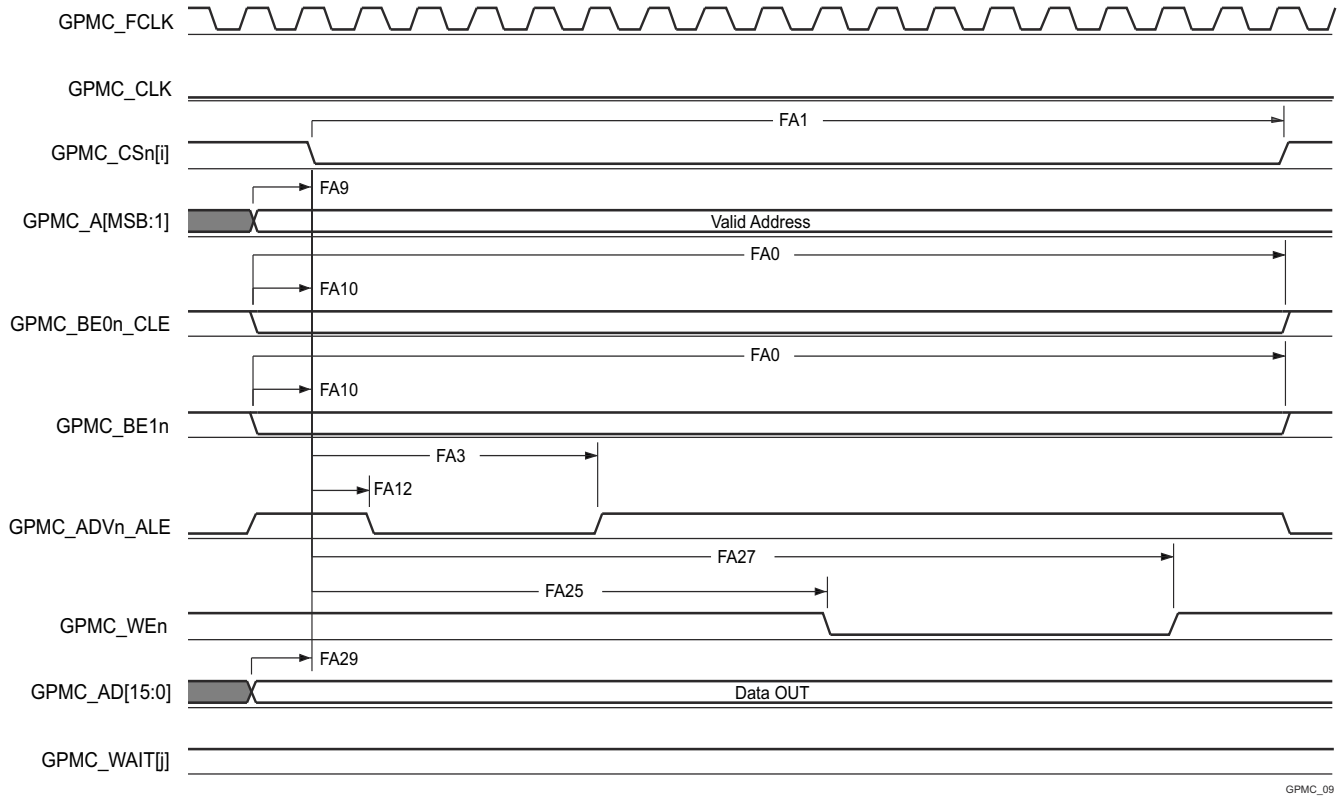 GPMC_FCLK
GPMC_CLK
FA1
GPMC_CSn[i]
FA9
GPMC_A[MSB:1]
Valid Address
FA0
FA10
GPMC_BE0n_CLE
FA0
FA10
GPMC_BE1n
FA3
FA12
GPMC_ADVn_ALE
FA27
FA25
GPMC_WEn
FA29
GPMC_AD[15:0]
Data OUT
GPMC_WAIT[j]
GPMC_09